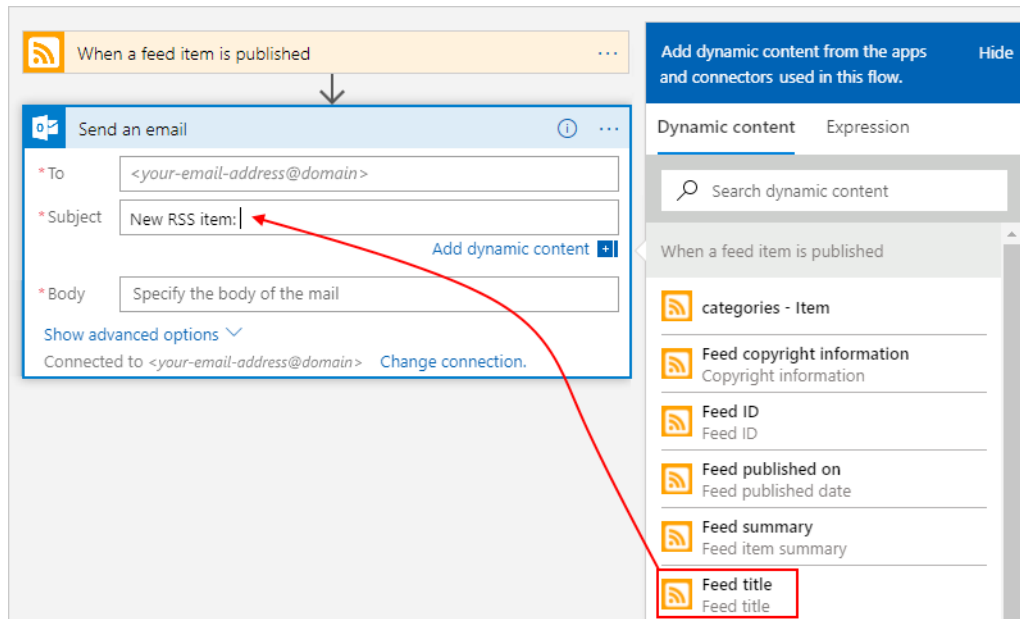 When a feed item is published
...
Send an email
...
* To
<your-email-address@domain>
* Subject
New RSS item:
Add dynamic content
* Body
Specify the body of the mail
Show advanced options
Connected to <your-email-address@domain> Change connection.
Add dynamic content from the apps
and connectors used in this flow.
Hide
Dynamic content
Expression
Search dynamic content
When a feed item is published
categories - Item
Feed copyright information
Copyright information
Feed ID
Feed ID
Feed published on
Feed published date
Feed summary
Feed item summary
Feed title
Feed title